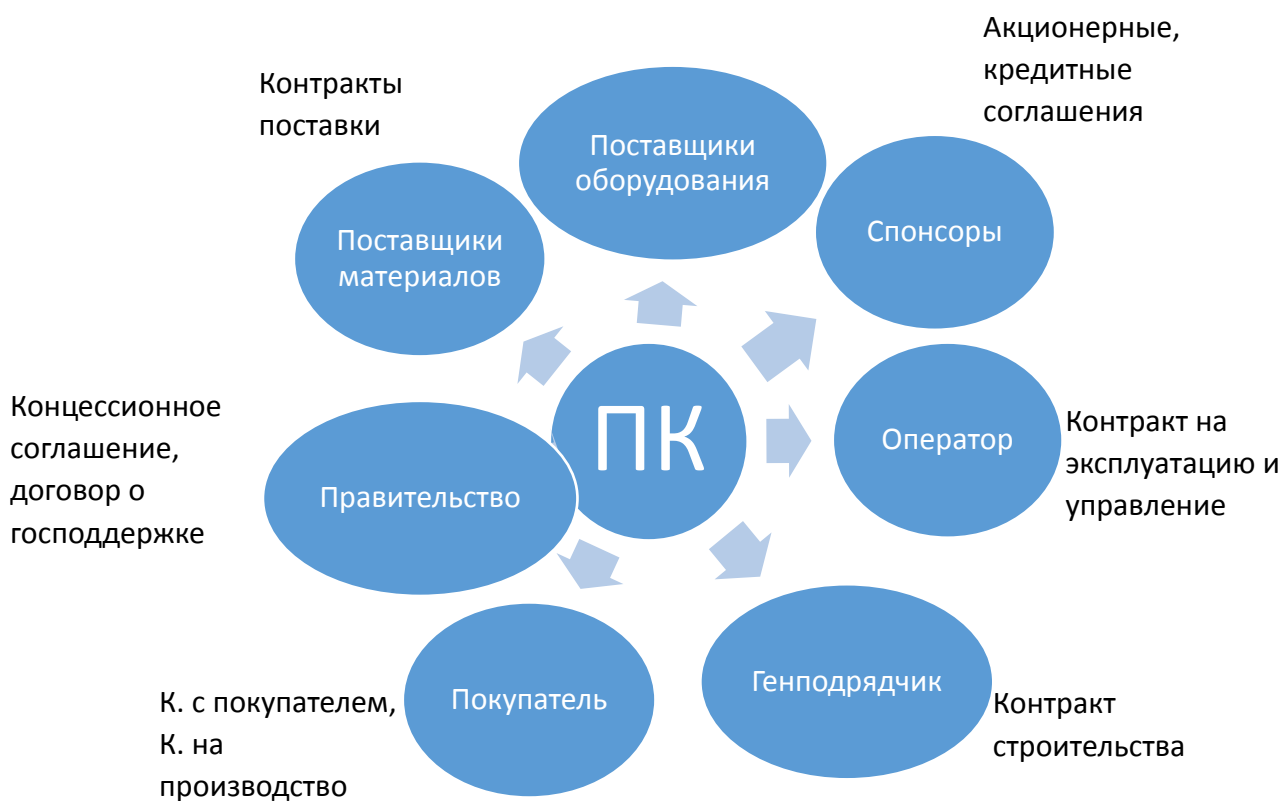 Акционерные,
кредитные
соглашения
Контракты
поставки
Поставщики
оборудования
Спонсоры
Поставщики
материалов
Концессионное
соглашение,
договор о
господдержке
ПК
Оператор
Контракт на
эксплуатацию и
управление
Правительство
Генподрядчик
Покупатель
К. с покупателем,
К. на
производство
Контракт
строительства